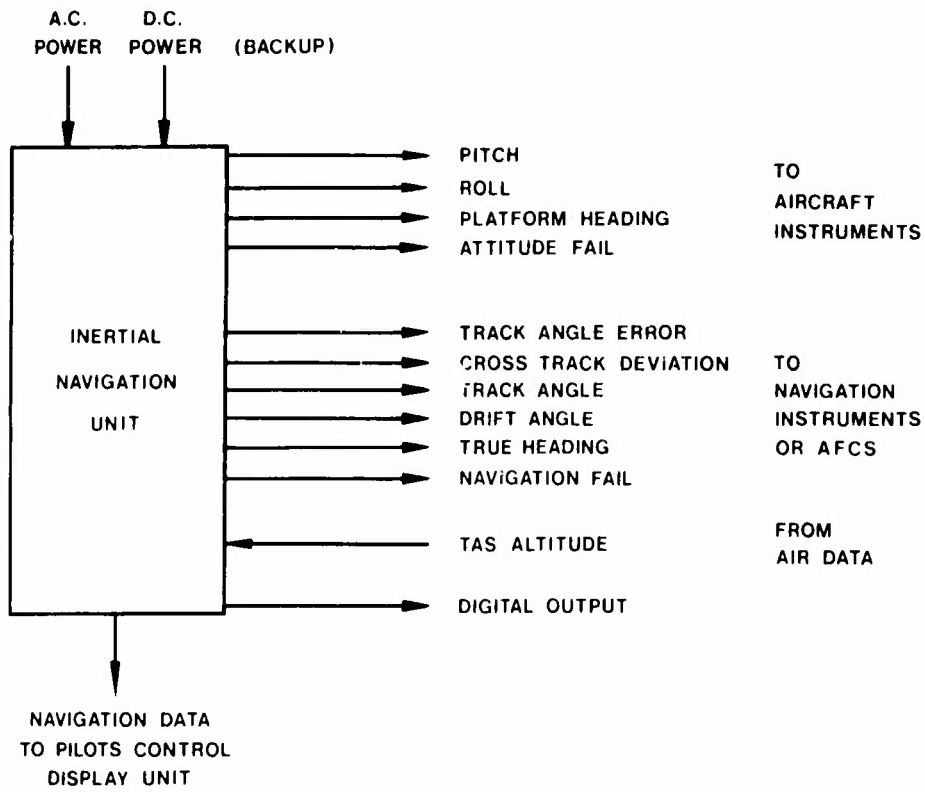 A.C. D.C.
POWER POWER (BACKUP)
PITCH
ROLL
PLATFORM HEADING
ATTITUDE FAIL
TO
AIRCRAFT
INSTRUMENTS
INERTIAL
NAVIGATION
UNIT
TRACK ANGLE ERROR
CROSS TRACK DEVIATION
TRACK ANGLE
DRIFT ANGLE
TRUE HEADING
NAVIGATION FAIL
TO
NAVIGATION
INSTRUMENTS
OR AFCS
TAS ALTITUDE
FROM
AIR DATA
DIGITAL OUTPUT
NAVIGATION DATA
TO PILOTS CONTROL
DISPLAY UNIT